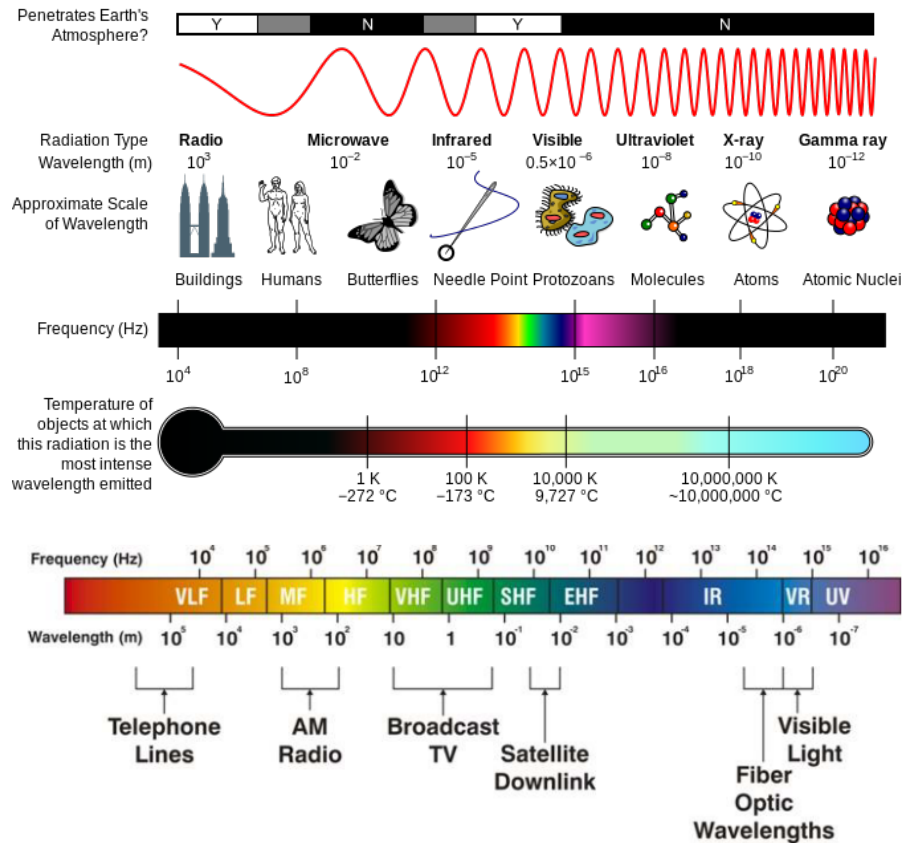 Penetrates Earth's
Atmosphere?
Y N Y N
Radiation Type
Radio Microwave Infrared Visible Ultraviolet X-ray Gamma ray
Wavelength (m)
10³ 10⁻² 10⁻⁵ 0.5×10⁻⁶ 10⁻⁸ 10⁻¹⁰ 10⁻¹²
Approximate Scale
of Wavelength
Buildings Humans Butterflies Needle Point Protozoans Molecules Atoms Atomic Nuclei
Frequency (Hz)
10⁴ 10⁸ 10¹² 10¹⁵ 10¹⁶ 10¹⁸ 10²⁰
Temperature of
objects at which
this radiation is the
most intense
wavelength emitted
1 K 100 K 10,000 K 10,000,000 K
−272 °C −173 °C 9,727 °C ~10,000,000 °C
Frequency (Hz) 10⁴ 10⁵ 10⁶ 10⁷ 10⁸ 10⁹ 10¹⁰ 10¹¹ 10¹² 10¹³ 10¹⁴ 10¹⁵ 10¹⁶
VLF LF MF HF VHF UHF SHF EHF IR VR UV
Wavelength (m) 10⁵ 10⁴ 10³ 10² 10 1 10⁻¹ 10⁻² 10⁻³ 10⁻⁴ 10⁻⁵ 10⁻⁶ 10⁻⁷
Telephone
Lines
AM
Radio
Broadcast
TV
Satellite
Downlink
Fiber
Optic
Wavelengths
Visible
Light